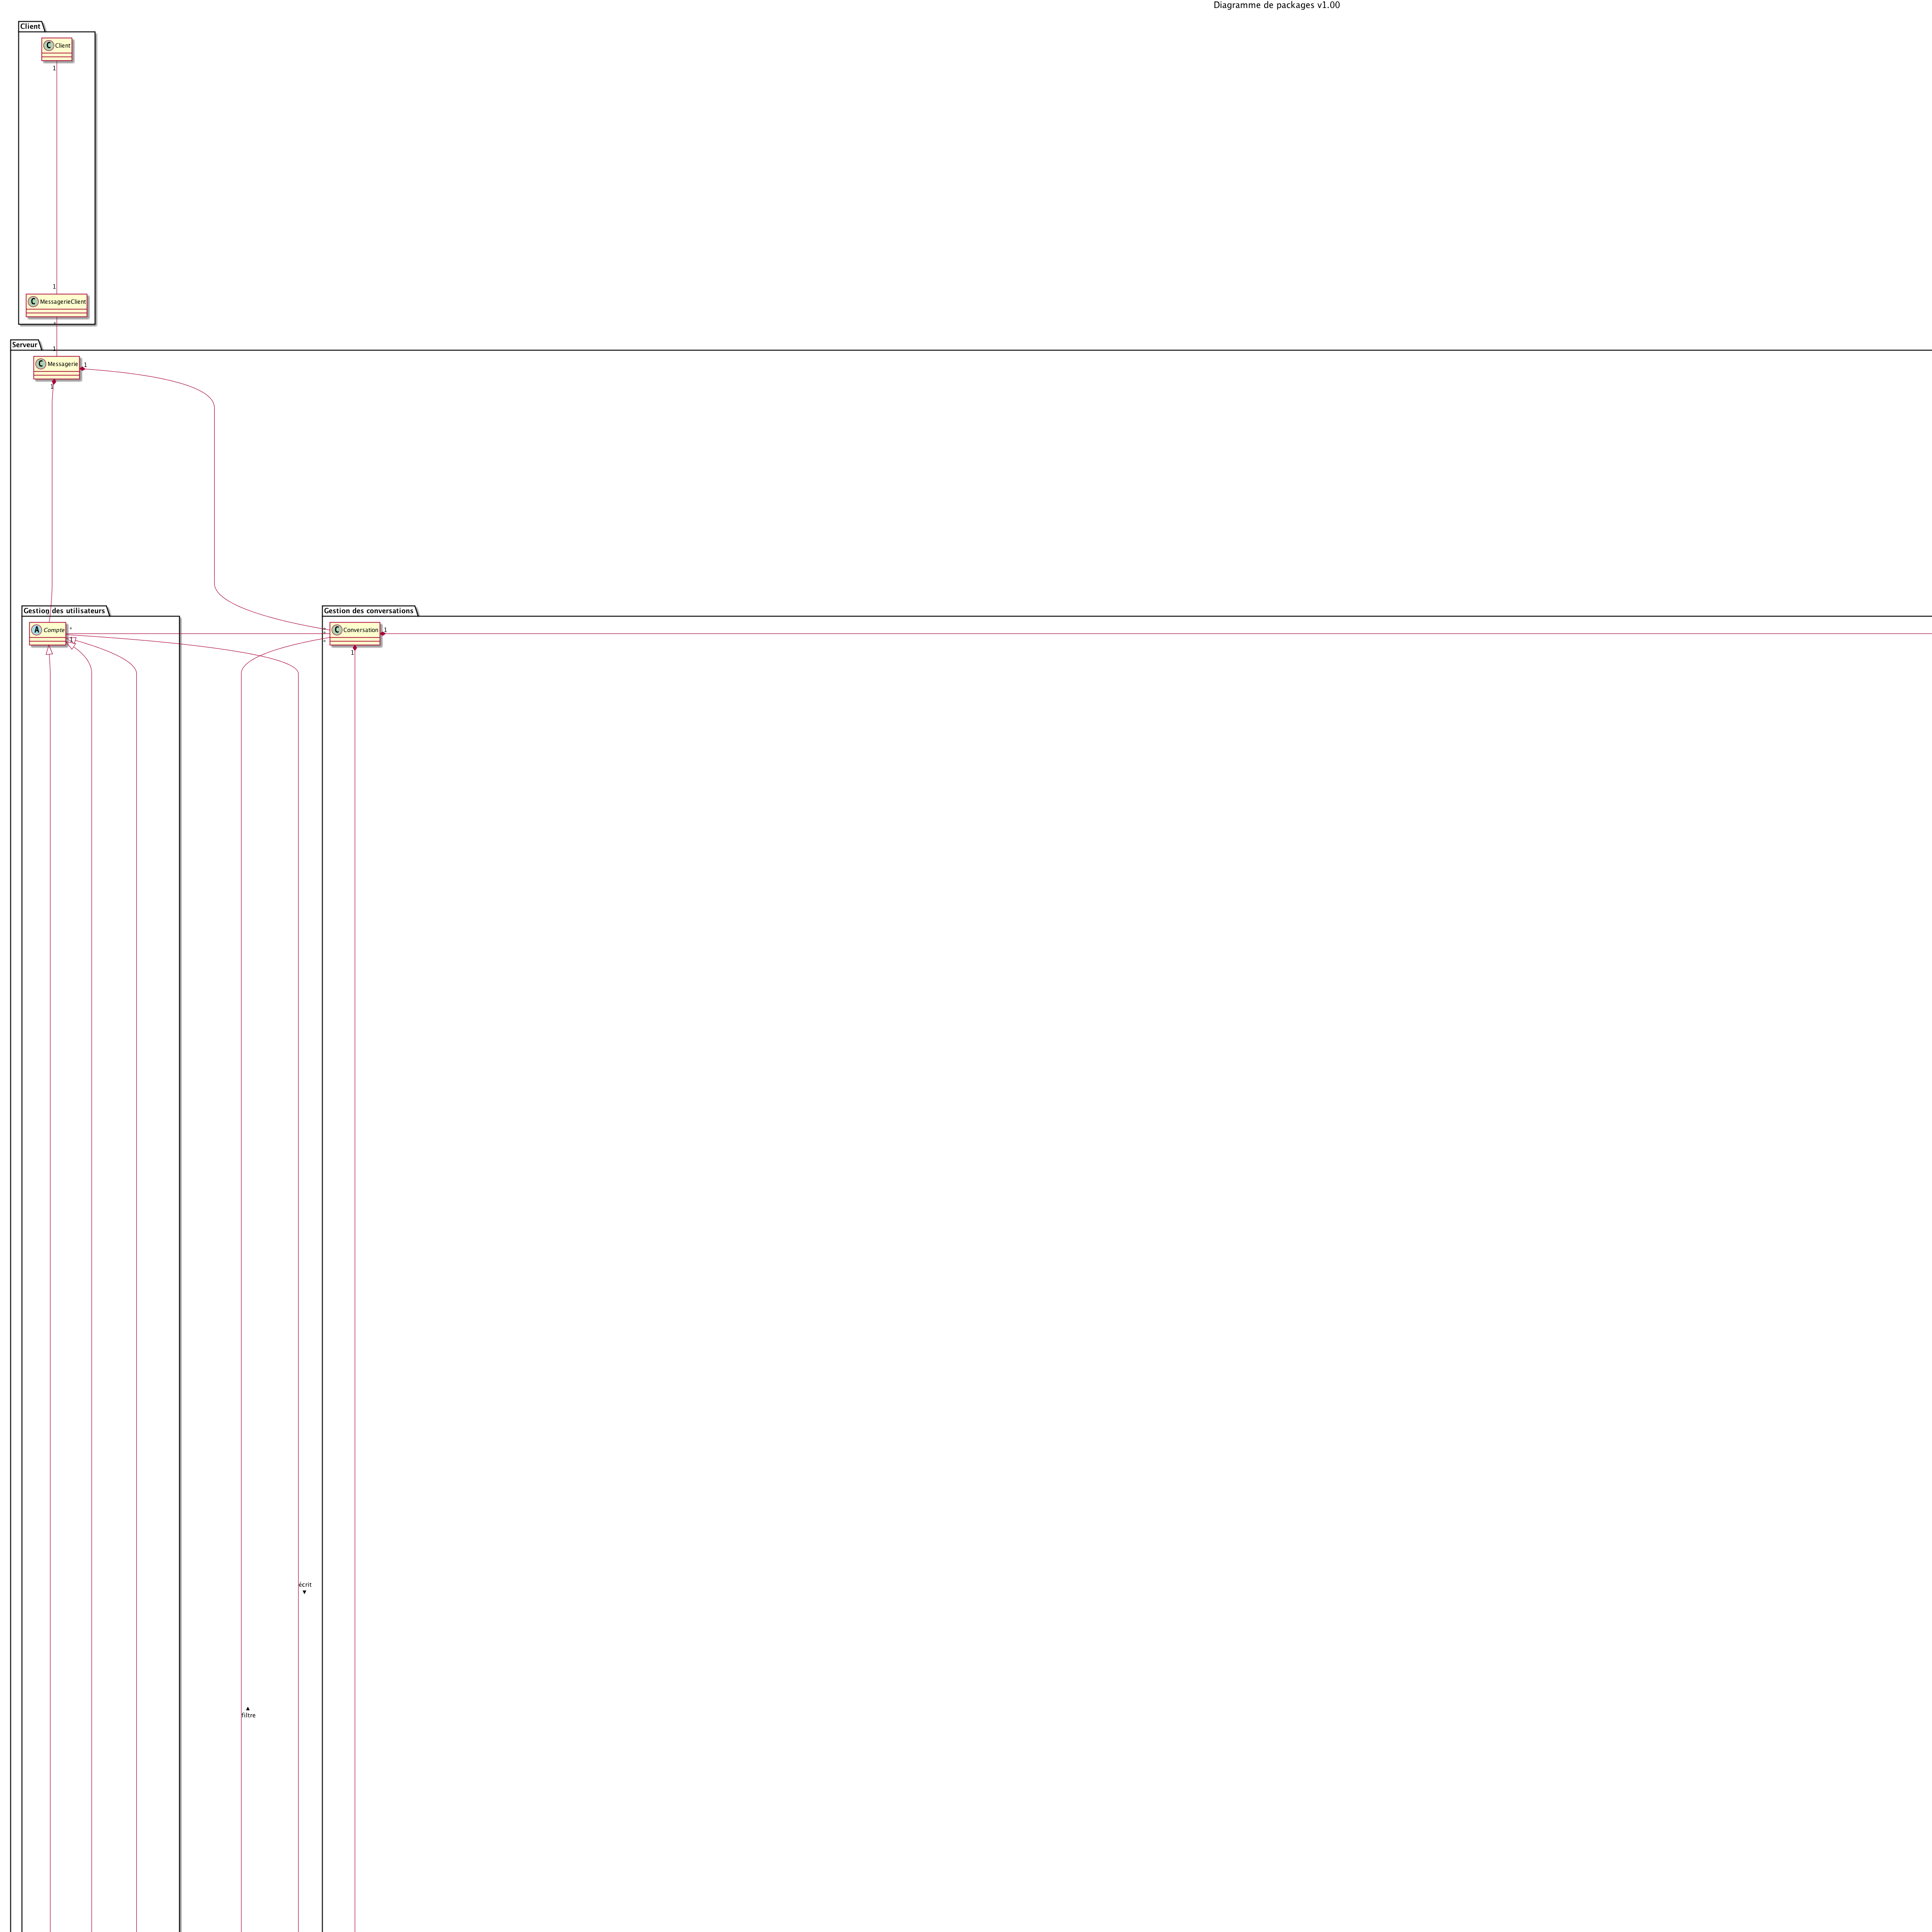 Diagramme de packages v1.00
Client
C Client
1
1
C MessagerieClient
*
Serveur
1
C Messagerie
1
1
Gestion des utilisateurs
Gestion des conversations
A Compte
*
1
C Conversation
*
*
1
1
écrit
▼
▲
filtre